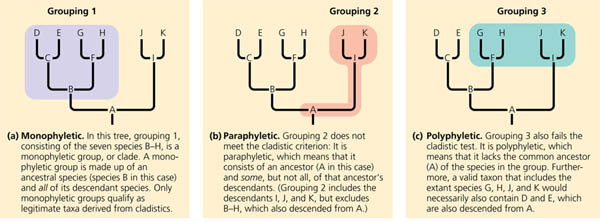 Grouping 1
D E G H J K
C F I
B
A
(a) Monophyletic. In this tree, grouping 1,
consisting of the seven species B–H, is a
monophyletic group, or clade. A mono-
phyletic group is made up of an
ancestral species (species B in this case)
and all of its descendant species. Only
monophyletic groups qualify as
legitimate taxa derived from cladistics.
Grouping 2
D E G H J K
C F I
B
A
(b) Paraphyletic. Grouping 2 does not
meet the cladistic criterion: It is
paraphyletic, which means that it
consists of an ancestor (A in this case)
and some, but not all, of that ancestor's
descendants. (Grouping 2 includes the
descendants I, J, and K, but excludes
B–H, which also descended from A.)
Grouping 3
D E G H J K
C F I
B
A
(c) Polyphyletic. Grouping 3 also fails the
cladistic test. It is polyphyletic, which
means that it lacks the common ancestor
(A) of the species in the group. Further-
more, a valid taxon that includes the
extant species G, H, J, and K would
necessarily also contain D and E, which
are also descended from A.